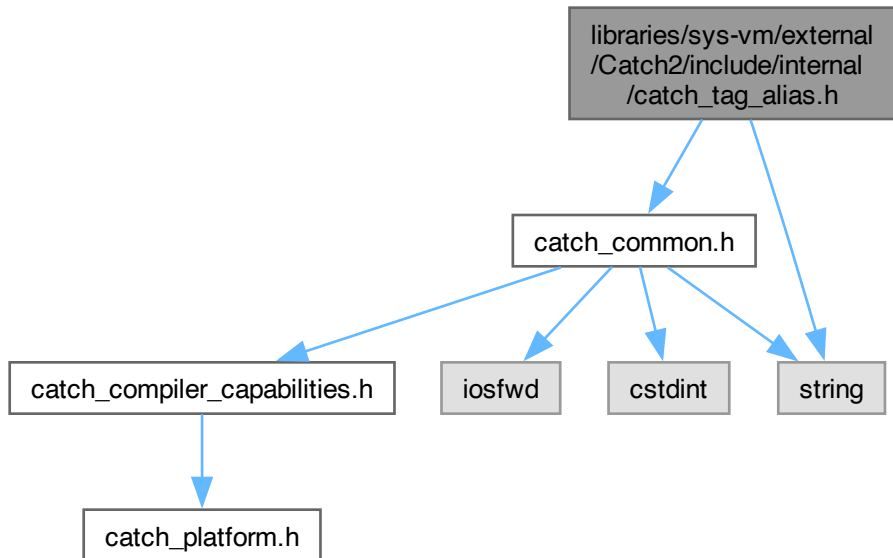 libraries/sys-vm/external
/Catch2/include/internal
/catch_tag_alias.h
catch_common.h
catch_compiler_capabilities.h
iosfwd
cstdint
string
catch_platform.h